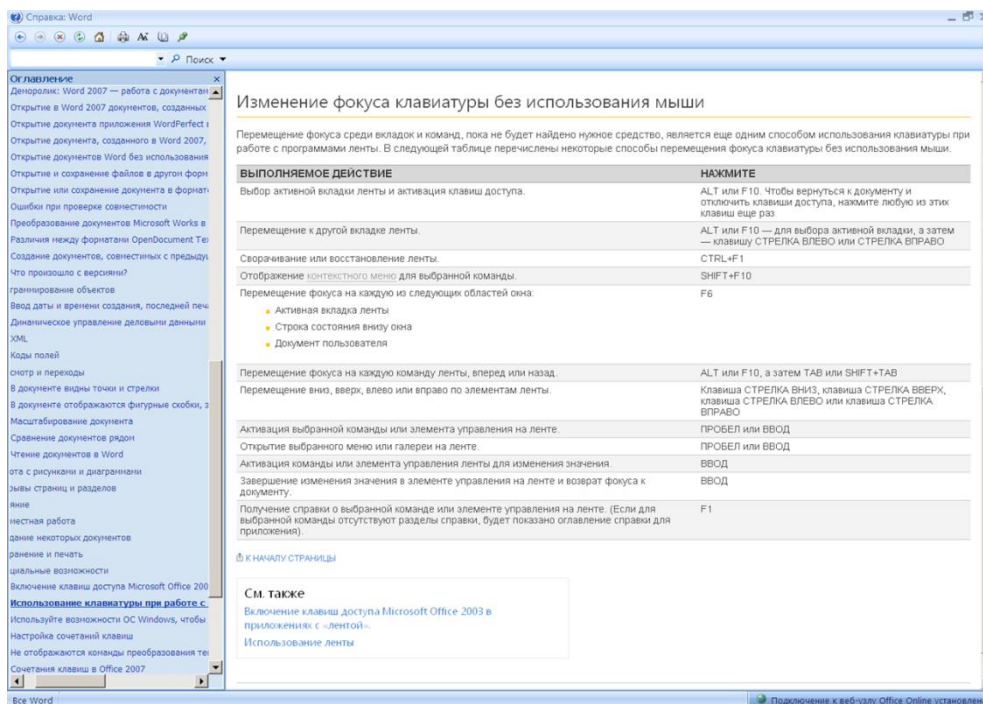 Справка: Word
Поиск
Оглавление
Деноролик: Word 2007 — работа с документан
Открытие в Word 2007 документов, созданных
Открытие документа приложения WordPerfect
Открытие документа, созданного в Word 2007,
Открытие документов Word без использования
Открытие и сохранение файлов в другон форн
Открытие или сохранение документа в формат
Ошибки при проверке совместимости
Преобразование документов Microsoft Works в
Различия нежду форнатани OpenDocument Te
Создание документов, совместиных с предыду
Что произошло с версияни?
граннирование объектов
Ввод даты и времени создания, последней печ
Динаническое управление деловыми данными
XML
Коды полей
снотр и переходы
В документе видны точки и стрелки
В документе отображаются фигурные скобки, з
Масштабирование документа
Сравнение документов рядон
Чтение документов в Word
ота с рисунками и диаграннани
рывы страниц и разделов
яние
нестная работа
дание некоторых документов
ранение и печать
циальные возможности
Включение клавиш доступа Microsoft Office 200
Использование клавиатуры при работе с
Используйте возможности ОС Windows, чтобы
Настройка сочетаний клавиш
Не отображаются конанды преобразования те
Сочетания клавиш в Office 2007
Изменение фокуса клавиатуры без использования мыши
Перемещение фокуса среди вкладок и команд, пока не будет найдено нужное средство, является еще одним способом использования клавиатуры при
работе с программами ленты. В следующей таблице перечислены некоторые способы перемещения фокуса клавиатуры без использования мыши.
ВЫПОЛНЯЕМОЕ ДЕЙСТВИЕ НАЖМИТЕ
Выбор активной вкладки ленты и активация клавиш доступа. ALT или F10. Чтобы вернуться к документу и
отключить клавиши доступа, нажмите любую из этих
клавиш еще раз
Перемещение к другой вкладке ленты. ALT или F10 — для выбора активной вкладки, а затем
— клавишу СТРЕЛКА ВЛЕВО или СТРЕЛКА ВПРАВО
Сворачивание или восстановление ленты. CTRL+F1
Отображение контекстного меню для выбранной команды. SHIFT+F10
Перемещение фокуса на каждую из следующих областей окна: F6
Активная вкладка ленты
Строка состояния внизу окна
Документ пользователя
Перемещение фокуса на каждую команду ленты, вперед или назад. ALT или F10, а затем TAB или SHIFT+TAB
Перемещение вниз, вверх, влево или вправо по элементам ленты. Клавиша СТРЕЛКА ВНИЗ, клавиша СТРЕЛКА ВВЕРХ,
клавиша СТРЕЛКА ВЛЕВО или клавиша СТРЕЛКА
ВПРАВО
Активация выбранной команды или элемента управления на ленте. ПРОБЕЛ или ВВОД
Открытие выбранного меню или галереи на ленте. ПРОБЕЛ или ВВОД
Активация команды или элемента управления ленты для изменения значения. ВВОД
Завершение изменения значения в элементе управления на ленте и возврат фокуса к
документу. ВВОД
Получение справки о выбранной команде или элементе управления на ленте. (Если для
выбранной команды отсутствуют разделы справки, будет показано оглавление справки для
приложения). F1
К НАЧАЛУ СТРАНИЦЫ
См. также
Включение клавиш доступа Microsoft Office 2003 в
приложениях с «лентой».
Использование ленты
Все Word
Подключение к веб-узлу Office Online установлен